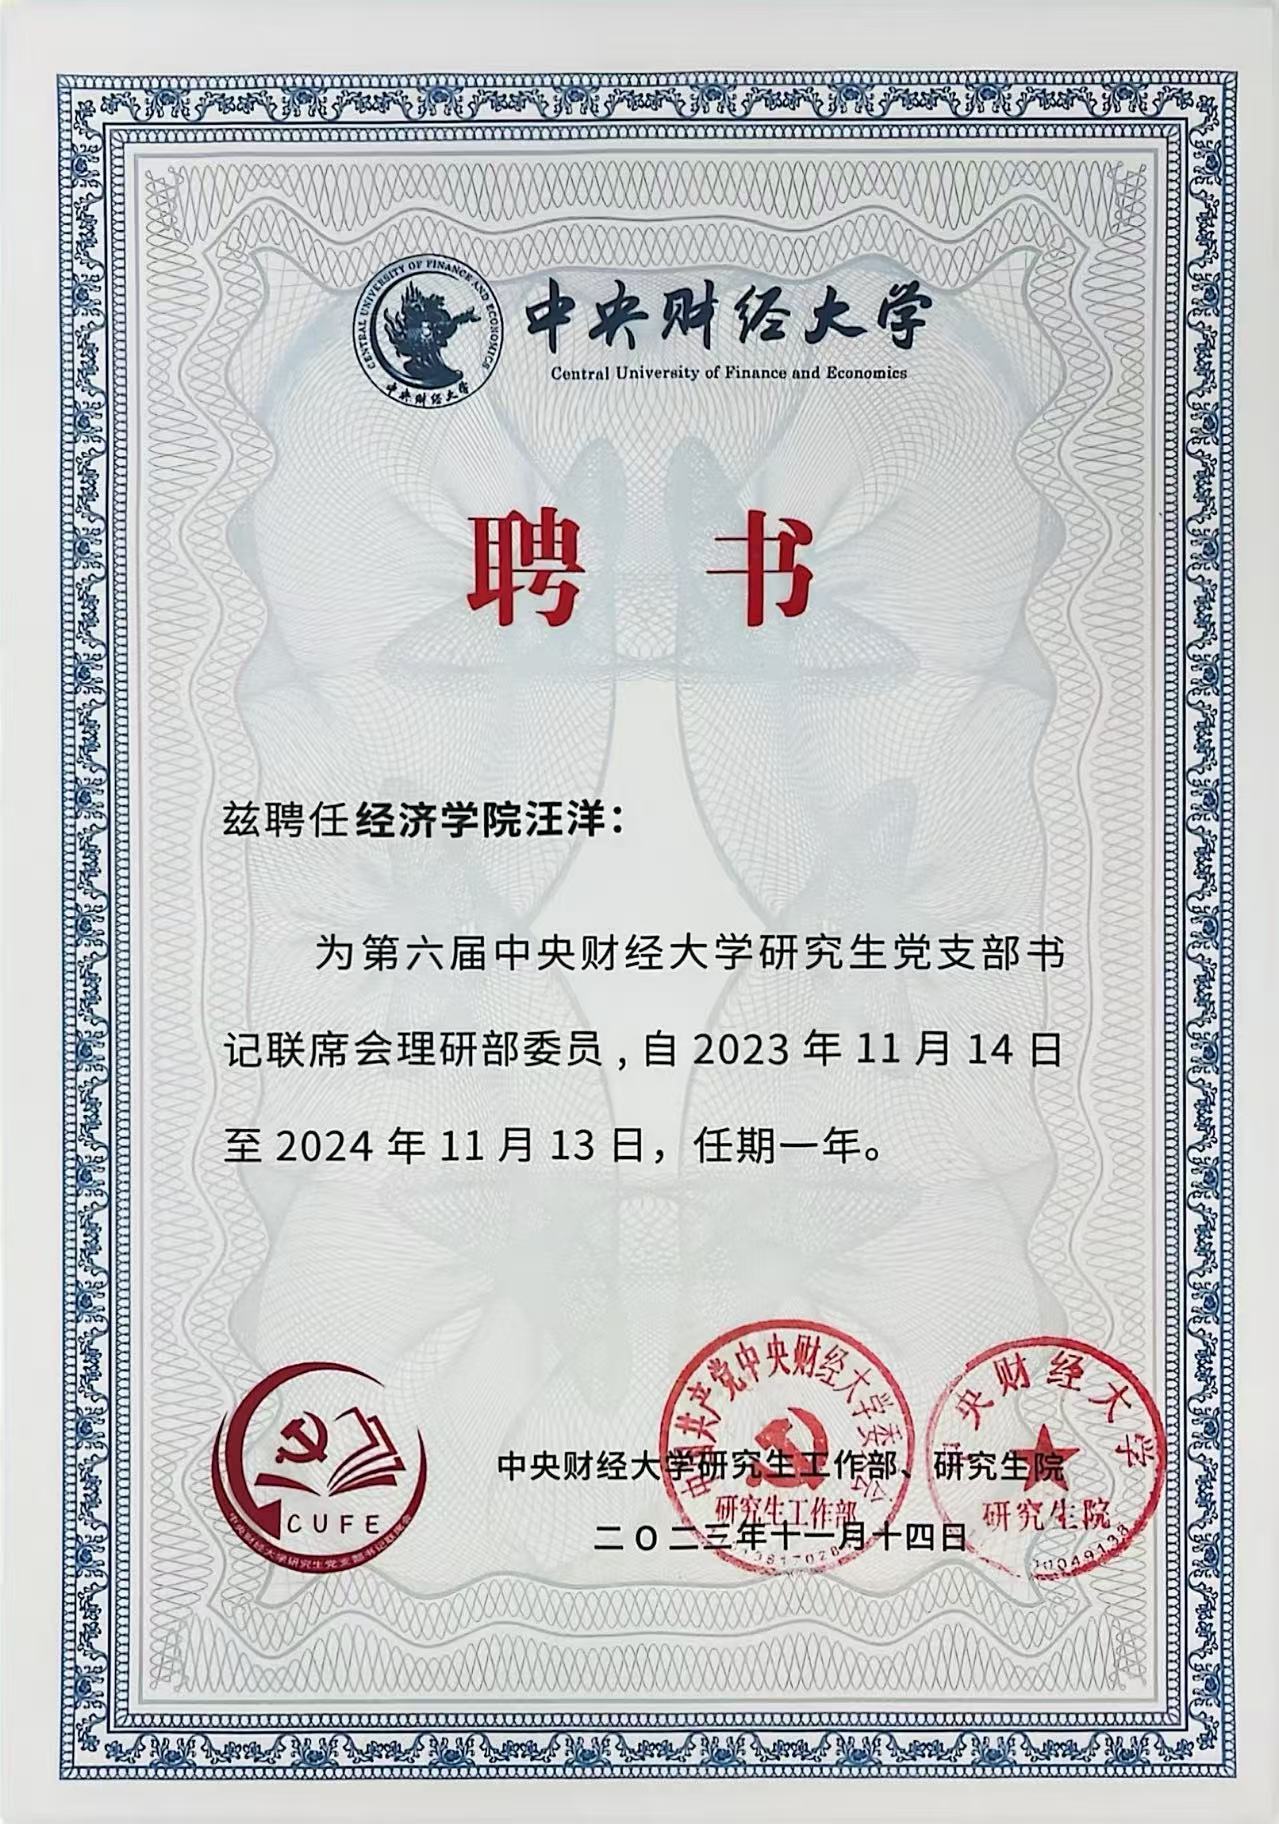 CENTRAL UNIVERSITY OF FINANCE AND ECONOMICS
中央财经大学
中央财经大学
Central University of Finance and Economics
聘 书
兹聘任经济学院汪洋：
为第六届中央财经大学研究生党支部书
记联席会理研部委员，自 2023 年 11 月 14 日
至 2024 年 11 月 13 日，任期一年。
CUFE
中央财经大学研究生党支部书记联席会
中国共产党中央财经大学委员会
研究生工作部
中央财经大学
研究生院
中央财经大学研究生工作部、研究生院
二〇二三年十一月十四日